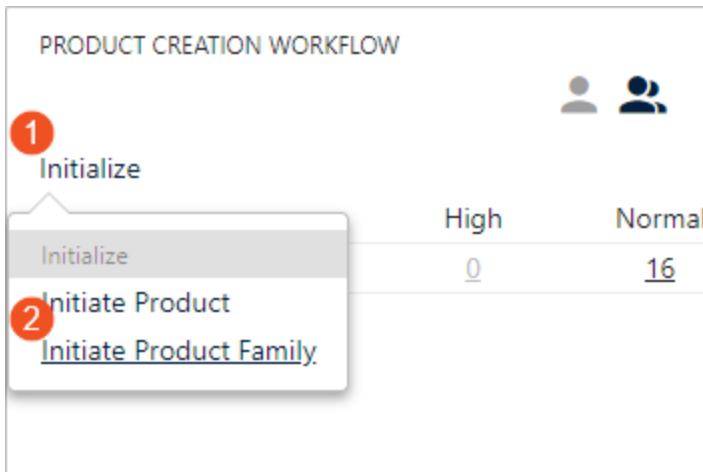 PRODUCT CREATION WORKFLOW
1
Initialize
High Normal
Initialize
0 16
Initiate Product
2
Initiate Product Family